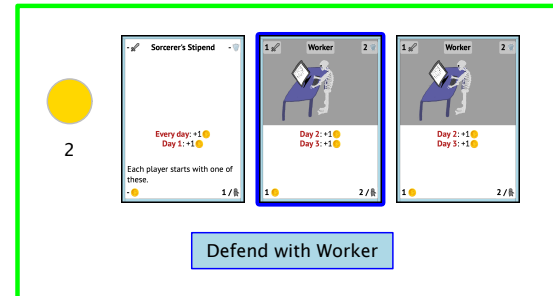 - Sorcerer's Stipend -
1 Worker 2
1 Worker 2
2
Every day: +1
Day 1: +1
Each player starts with one of
these.
- 1 /
Day 2: +1
Day 3: +1
1 2 /
Day 2: +1
Day 3: +1
1 2 /
Defend with Worker